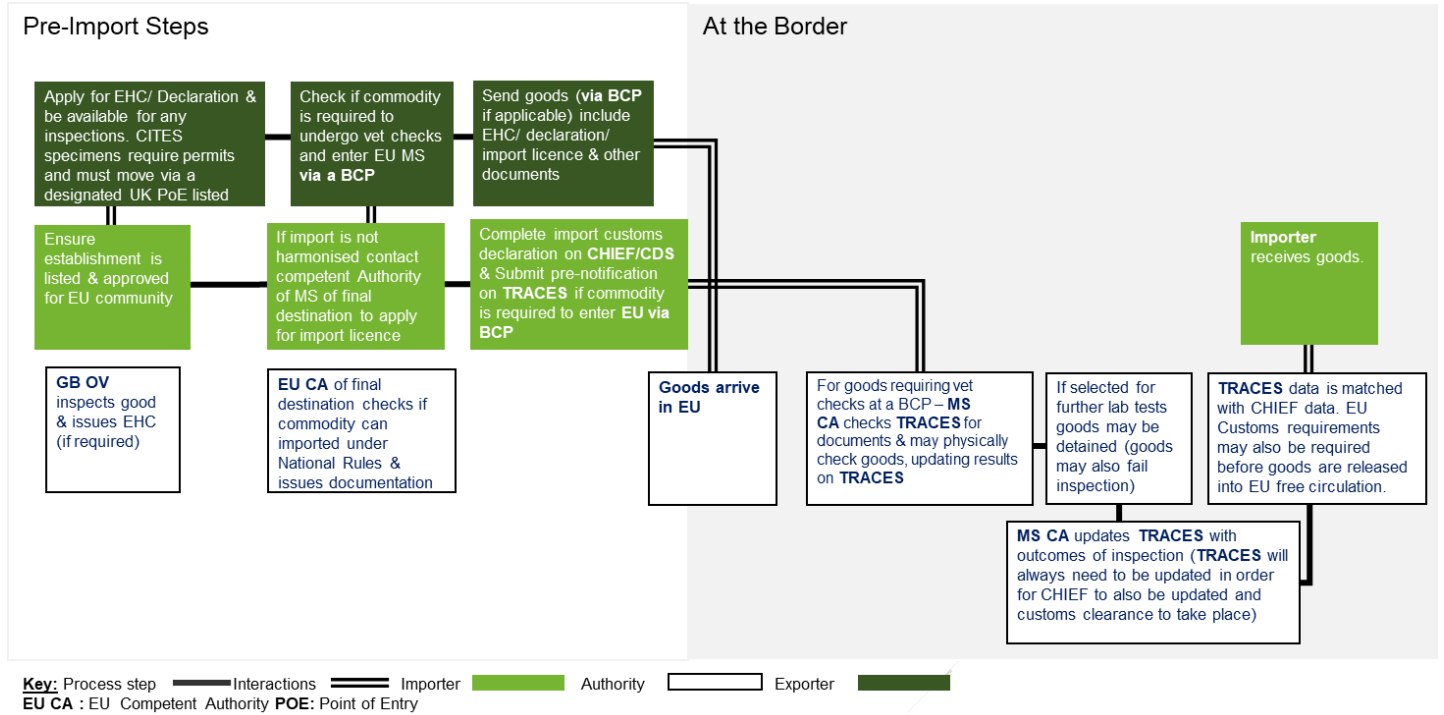 Pre-Import Steps
At the Border
Apply for EHC/ Declaration &
be available for any
inspections. CITES
specimens require permits
and must move via a
designated UK PoE listed
Check if commodity
is required to
undergo vet checks
and enter EU MS
via a BCP
Send goods (via BCP
if applicable) include
EHC/ declaration/
import licence & other
documents
Ensure
establishment is
listed & approved
for EU community
If import is not
harmonised contact
competent Authority
of MS of final
destination to apply
for import licence
Complete import customs
declaration on CHIEF/CDS
& Submit pre-notification
on TRACES if commodity
is required to enter EU via
BCP
Importer
receives goods.
GB OV
inspects good
& issues EHC
(if required)
EU CA of final
destination checks if
commodity can
imported under
National Rules &
issues documentation
Goods arrive
in EU
For goods requiring vet
checks at a BCP – MS
CA checks TRACES for
documents & may physically
check goods, updating results
on TRACES
If selected for
further lab tests
goods may be
detained (goods
may also fail
inspection)
TRACES data is matched
with CHIEF data. EU
Customs requirements
may also be required
before goods are released
into EU free circulation.
MS CA updates TRACES with
outcomes of inspection (TRACES will
always need to be updated in order
for CHIEF to also be updated and
customs clearance to take place)
Key: Process step Interactions Importer Authority Exporter
EU CA : EU Competent Authority POE: Point of Entry